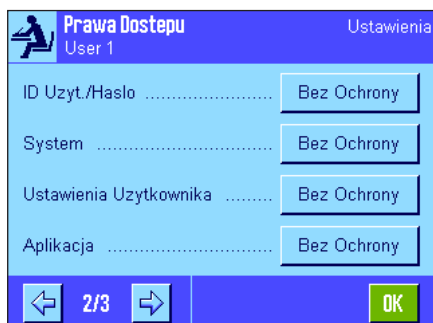 Prawa Dostepu Ustawienia
User 1
ID Uzyt./Haslo ....................... Bez Ochrony
System ................................ Bez Ochrony
Ustawienia Uzytkownika ......... Bez Ochrony
Aplikacja .............................. Bez Ochrony
2/3 OK